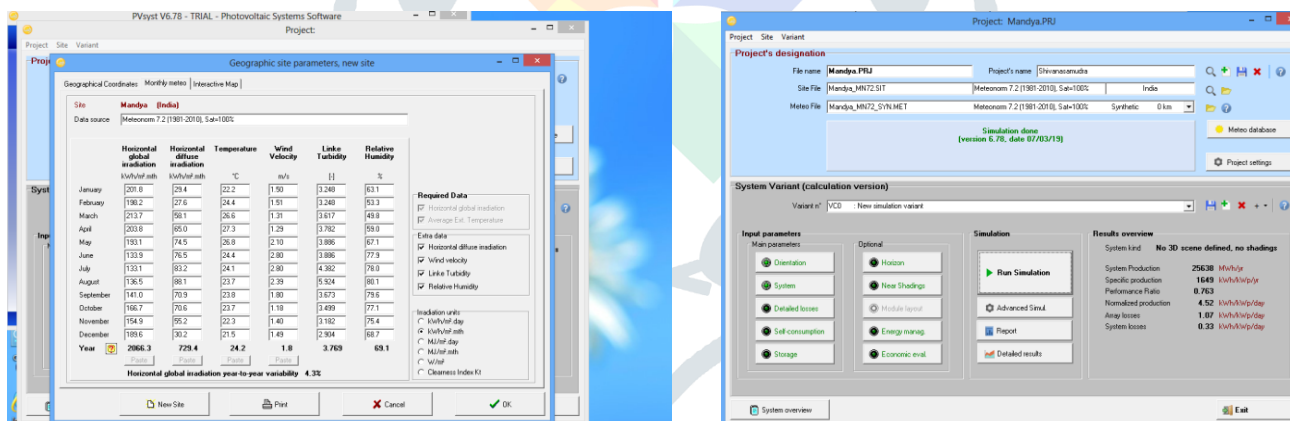 PVsyst V6.78 - TRIAL - Photovoltaic Systems Software
Project:
Project Site Variant
Geographic site parameters, new site
Geographical Coordinates Monthly meteo Interactive Map
Site Mandya (India)
Data source Meteonorm 7.2 (1981-2010), Sat=100%
Horizontal global irradiation Horizontal diffuse irradiation Temperature Wind Velocity Linke Turbidity Relative Humidity
kWh/m².mth kWh/m².mth °C m/s [-] %
January 201.8 29.4 22.2 1.50 3.248 63.1
February 198.2 27.6 24.4 1.51 3.248 53.3
March 213.7 58.1 26.6 1.31 3.617 49.8
April 203.8 65.0 27.3 1.29 3.782 59.0
May 193.1 74.5 26.8 2.10 3.886 67.1
June 133.9 76.5 24.4 2.80 3.886 77.9
July 133.1 83.2 24.1 2.80 4.382 78.0
August 136.5 88.1 23.7 2.39 5.924 80.1
September 141.0 70.9 23.8 1.80 3.673 79.6
October 166.7 70.6 23.7 1.18 3.499 77.1
November 154.9 55.2 22.3 1.40 3.182 75.4
December 189.6 30.2 21.5 1.49 2.904 68.7
Year 2066.3 729.4 24.2 1.8 3.769 69.1
Paste Paste Paste Paste
Horizontal global irradiation year-to-year variability 4.3%
Required Data
Horizontal global irradiation
Average Ext. Temperature
Extra data
Horizontal diffuse irradiation
Wind velocity
Linke Turbidity
Relative Humidity
Irradiation units
kWh/m².day
kWh/m².mth
MJ/m².day
MJ/m².mth
W/m²
Clearness Index Kt
New Site Print Cancel OK
Project: Mandya.PRJ
Project Site Variant
Project's designation
File name Mandya.PRJ Project's name Shivanasamudra
Site File Mandya_MN72.SIT Meteonorm 7.2 (1981-2010), Sat=100% India
Meteo File Mandya_MN72_SYN.MET Meteonorm 7.2 (1981-2010), Sat=100% Synthetic 0 km
Simulation done
(version 6.78, date 07/03/19)
Meteo database
Project settings
System Variant (calculation version)
Variant n° VC0 : New simulation variant
Input parameters
Main parameters
Orientation
System
Detailed losses
Self-consumption
Storage
Optional
Horizon
Near Shadings
Module layout
Energy manag.
Economic eval.
Simulation
Run Simulation
Advanced Simul.
Report
Detailed results
Results overview
System kind No 3D scene defined, no shadings
System Production 25638 MWh/yr
Specific production 1649 kWh/kWp/yr
Performance Ratio 0.763
Normalized production 4.52 kWh/kWp/day
Array losses 1.07 kWh/kWp/day
System losses 0.33 kWh/kWp/day
System overview
Exit